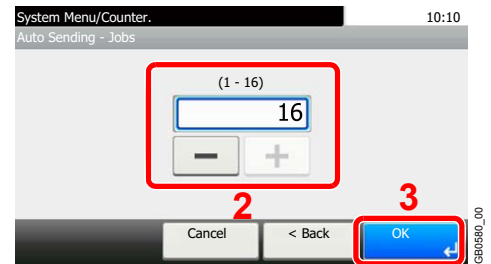 System Menu/Counter. 10:10
Auto Sending - Jobs
(1 - 16)
16
2
3
Cancel < Back OK
GB0580_00